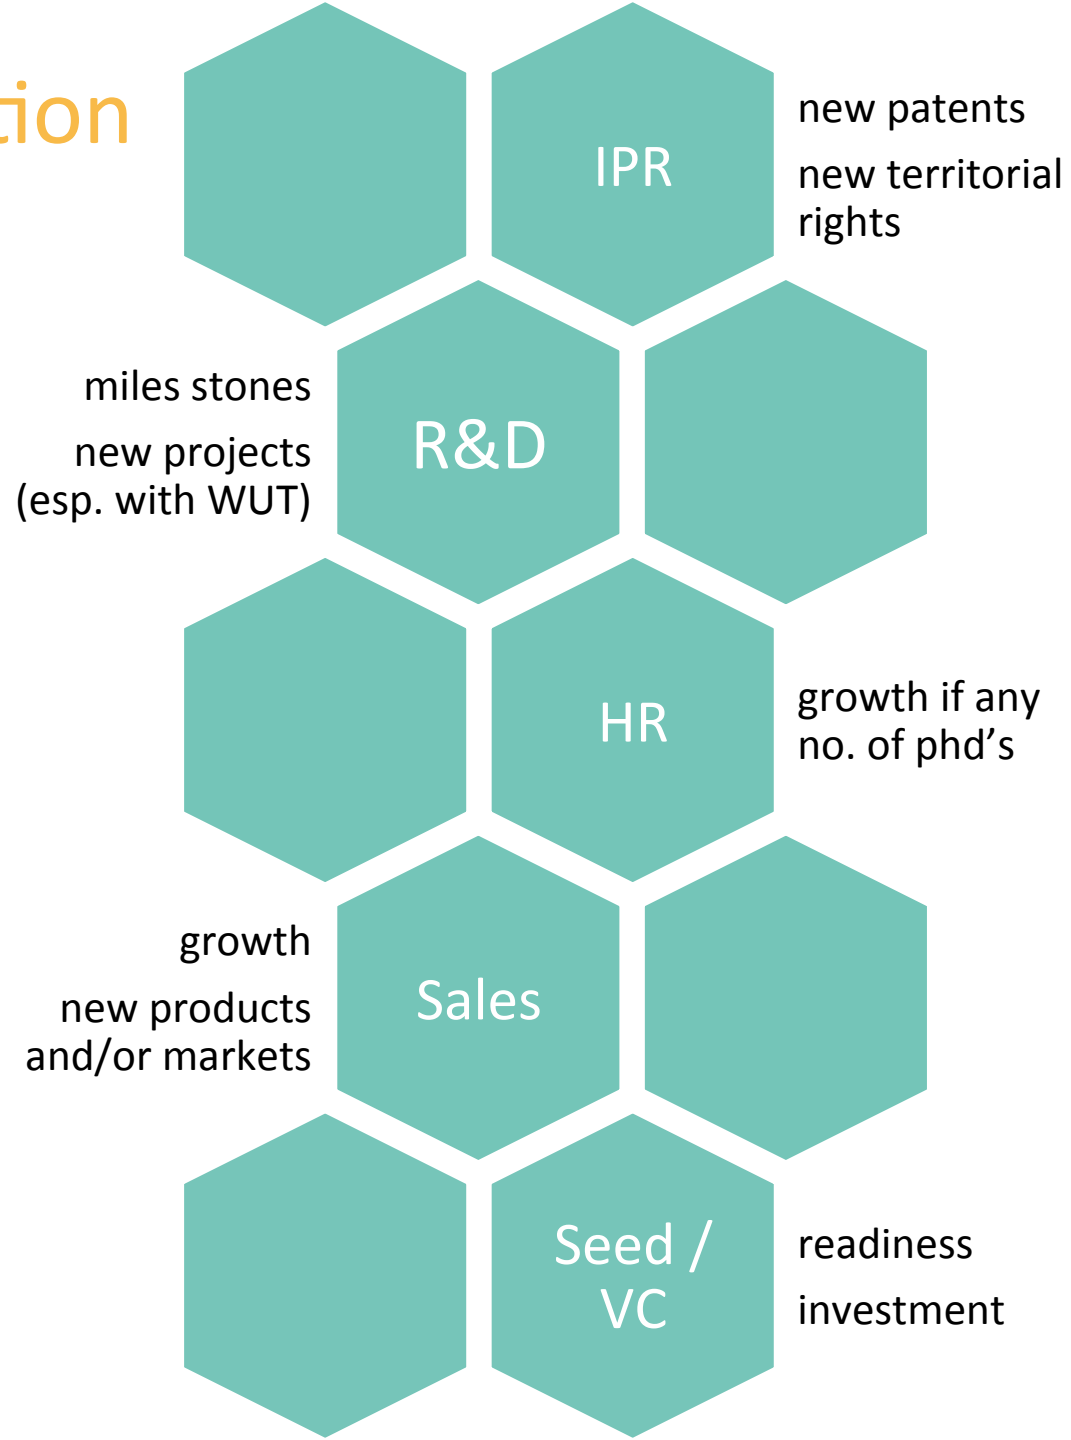 tion
IPR
new patents
new territorial
rights
miles stones
new projects
(esp. with WUT)
R&D
HR
growth if any
no. of phd’s
growth
new products
and/or markets
Sales
Seed /
VC
readiness
investment